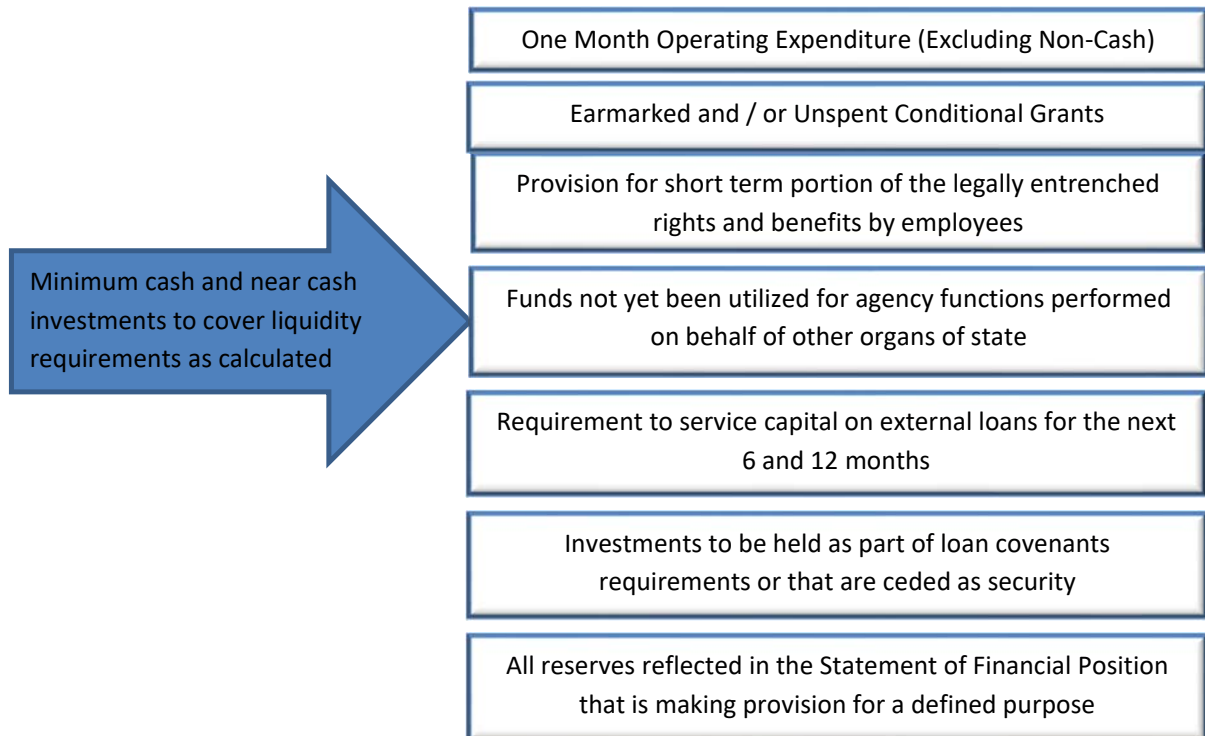 One Month Operating Expenditure (Excluding Non-Cash)
Earmarked and / or Unspent Conditional Grants
Provision for short term portion of the legally entrenched
rights and benefits by employees
Minimum cash and near cash
investments to cover liquidity
requirements as calculated
Funds not yet been utilized for agency functions performed
on behalf of other organs of state
Requirement to service capital on external loans for the next
6 and 12 months
Investments to be held as part of loan covenants
requirements or that are ceded as security
All reserves reflected in the Statement of Financial Position
that is making provision for a defined purpose